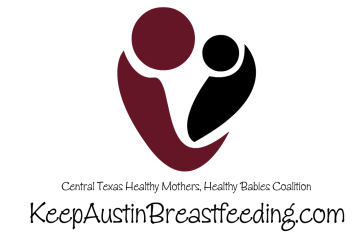 Central Texas Healthy Mothers, Healthy Babies Coalition
KeepAustinBreastfeeding.com